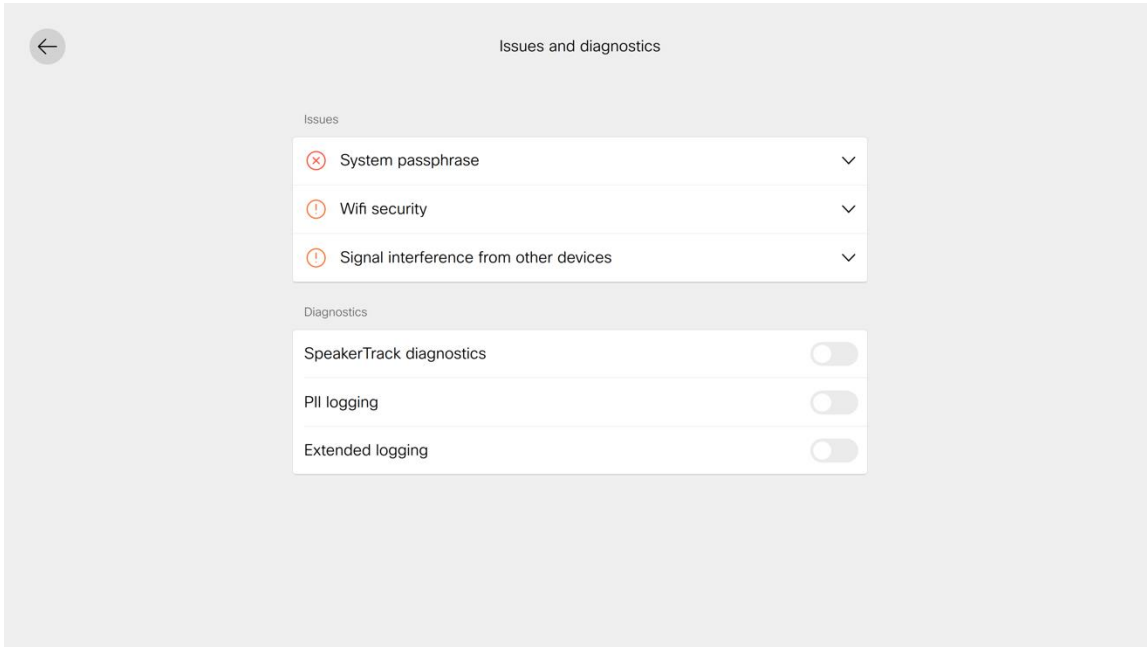 Issues and diagnostics
Issues
System passphrase
Wifi security
Signal interference from other devices
Diagnostics
SpeakerTrack diagnostics
PII logging
Extended logging